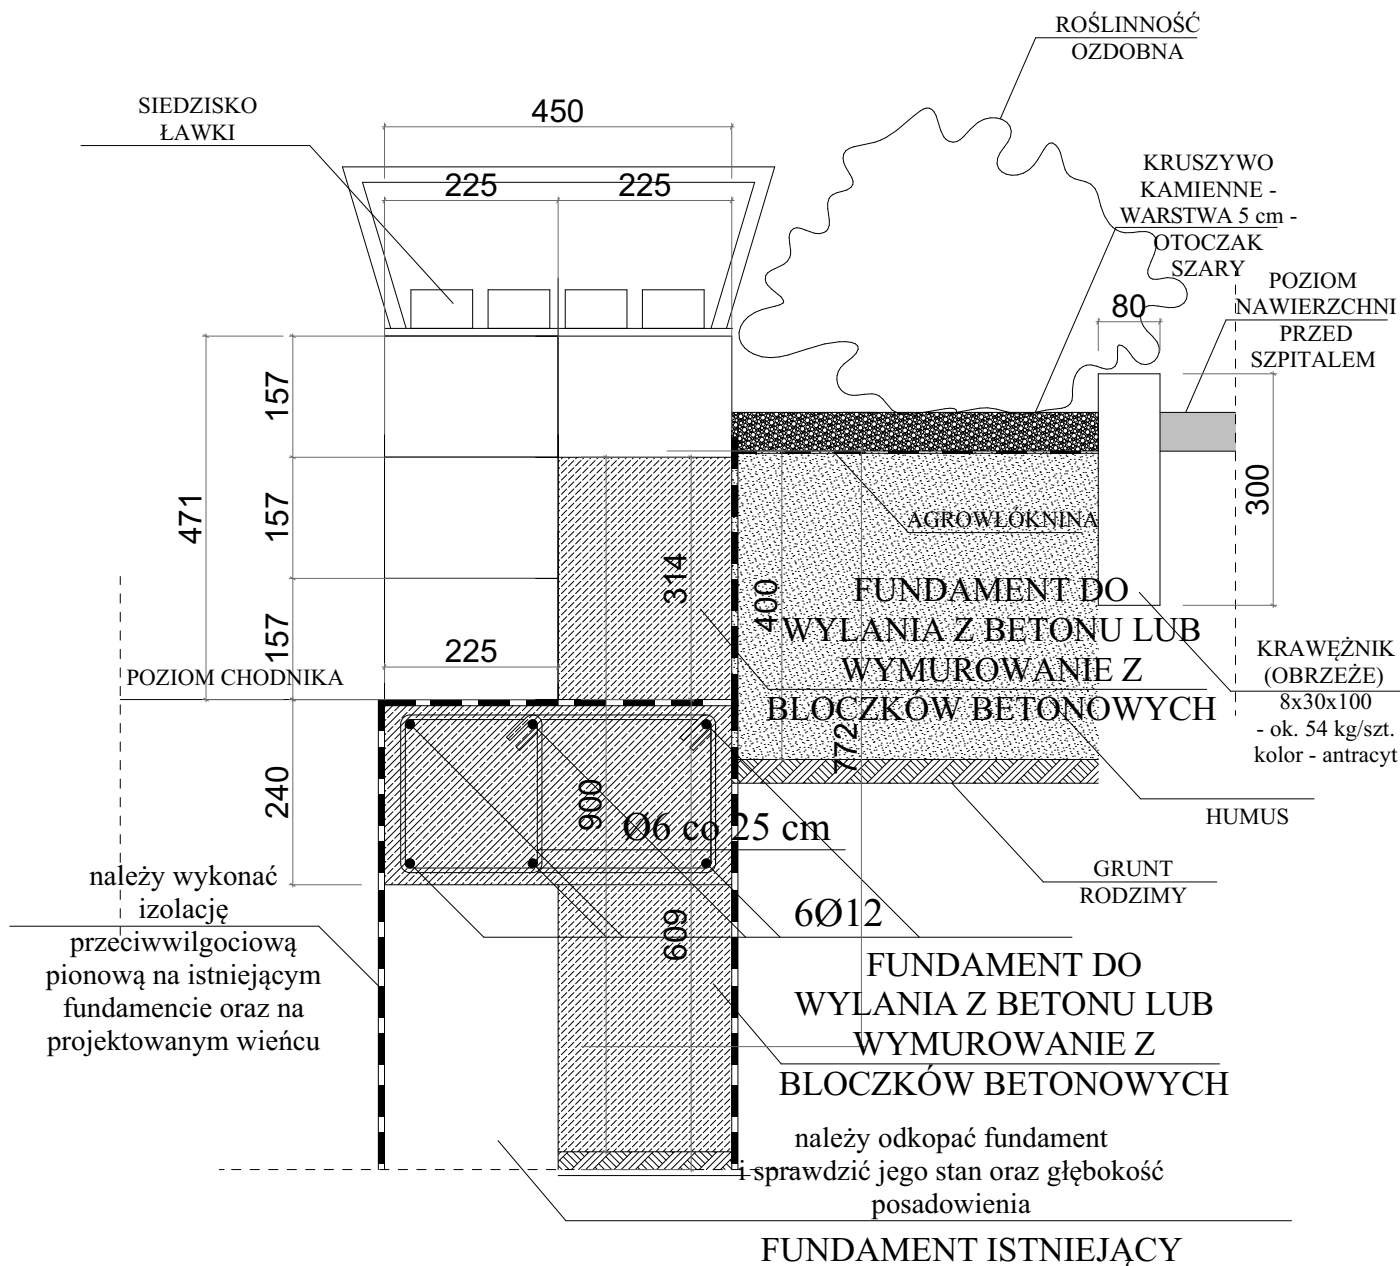 ROŚLINNOŚĆ
OZDOBNA
SIEDZISKO
ŁAWKI
450
225
225
KRUSZYWO
KAMIENNE -
WARSTWA 5 cm -
OTOCZAK
SZARY
POZIOM
NAWIERZCHNI
PRZED
SZPITALEM
80
157
157
157
471
300
AGROWŁÓKNINA
314
400
FUNDAMENT DO
WYLANIA Z BETONU LUB
WYMUROWANIE Z
BLOCZKÓW BETONOWYCH
225
POZIOM CHODNIKA
KRAWĘŻNIK
(OBRZEŻE)
8x30x100
- ok. 54 kg/szt.
kolor - antracyt
772
240
900
Ø6 co 25 cm
HUMUS
GRUNT
RODZIMY
należy wykonać
izolację
przeciwwilgociową
pionową na istniejącym
fundamencie oraz na
projektowanym wieńcu
6Ø12
609
FUNDAMENT DO
WYLANIA Z BETONU LUB
WYMUROWANIE Z
BLOCZKÓW BETONOWYCH
należy odkopać fundament
i sprawdzić jego stan oraz głębokość
posadowienia
FUNDAMENT ISTNIEJĄCY